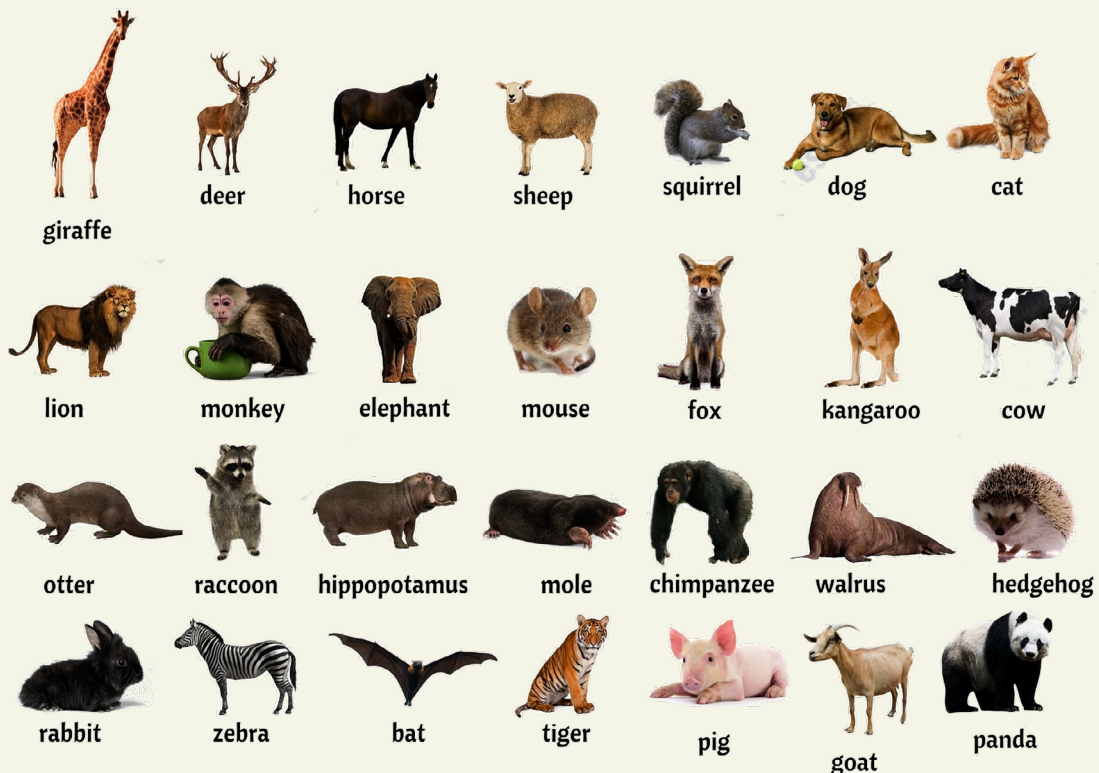 giraffe
deer
horse
sheep
squirrel
dog
cat
lion
monkey
elephant
mouse
fox
kangaroo
cow
otter
raccoon
hippopotamus
mole
chimpanzee
walrus
hedgehog
rabbit
zebra
bat
tiger
pig
goat
panda